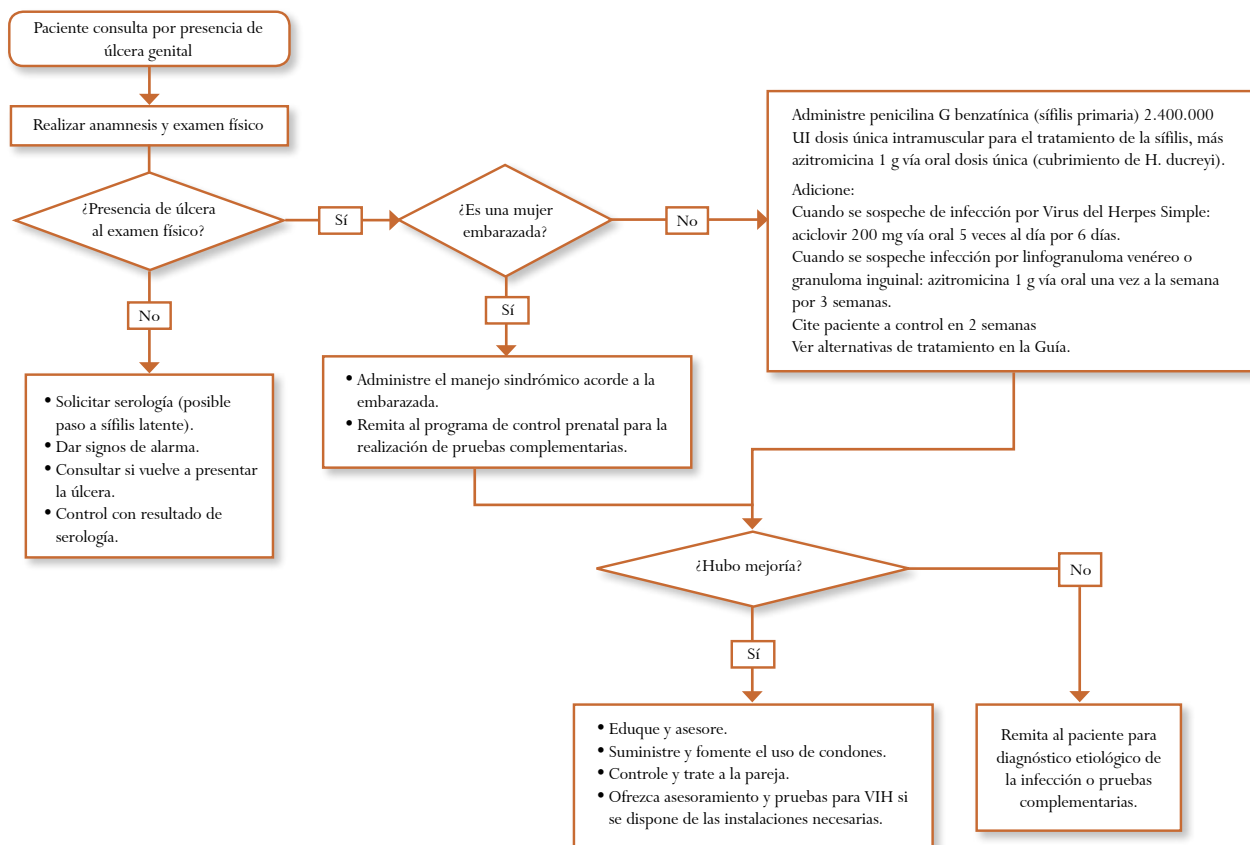 Paciente consulta por presencia de
úlcera genital
Realizar anamnesis y examen físico
¿Presencia de úlcera
al examen físico?
Sí
¿Es una mujer
embarazada?
No
Administre penicilina G benzatínica (sífilis primaria) 2.400.000
UI dosis única intramuscular para el tratamiento de la sífilis, más
azitromicina 1 g vía oral dosis única (cubrimiento de H. ducreyi).
Adicione:
Cuando se sospeche de infección por Virus del Herpes Simple:
aciclovir 200 mg vía oral 5 veces al día por 6 días.
Cuando se sospeche infección por linfogranuloma venéreo o
granuloma inguinal: azitromicina 1 g vía oral una vez a la semana
por 3 semanas.
Cite paciente a control en 2 semanas
Ver alternativas de tratamiento en la Guía.
No
Sí
• Solicitar serología (posible
paso a sífilis latente).
• Dar signos de alarma.
• Consultar si vuelve a presentar
la úlcera.
• Control con resultado de
serología.
• Administre el manejo sindrómico acorde a la
embarazada.
• Remita al programa de control prenatal para la
realización de pruebas complementarias.
¿Hubo mejoría?
No
Sí
• Eduque y asesore.
• Suministre y fomente el uso de condones.
• Controle y trate a la pareja.
• Ofrezca asesoramiento y pruebas para VIH si
se dispone de las instalaciones necesarias.
Remita al paciente para
diagnóstico etiológico de
la infección o pruebas
complementarias.